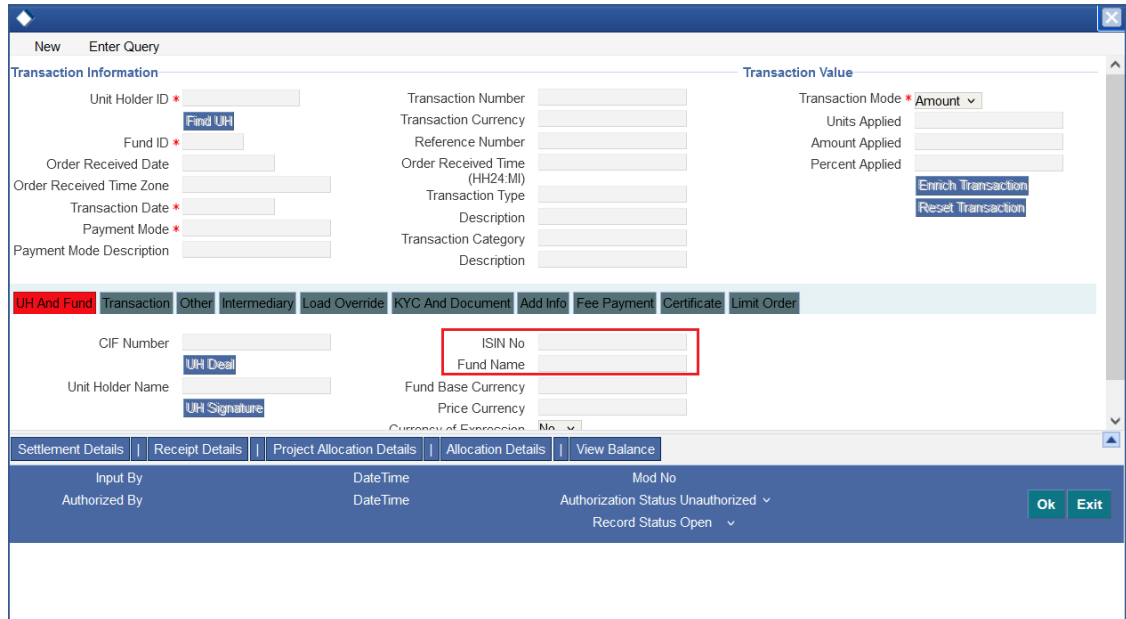 New Enter Query
Transaction Information
Transaction Value
Unit Holder ID *
Find UH
Fund ID *
Order Received Date
Order Received Time Zone
Transaction Date *
Payment Mode *
Payment Mode Description
Transaction Number
Transaction Currency
Reference Number
Order Received Time
(HH24:MI)
Transaction Type
Description
Transaction Category
Description
Transaction Mode * Amount
Units Applied
Amount Applied
Percent Applied
Enrich Transaction
Reset Transaction
UH And Fund Transaction Other Intermediary Load Override KYC And Document Add Info Fee Payment Certificate Limit Order
CIF Number
UH Deal
Unit Holder Name
UH Signature
ISIN No
Fund Name
Fund Base Currency
Price Currency
Currency of Expression No
Settlement Details | Receipt Details | Project Allocation Details | Allocation Details | View Balance
Input By DateTime Mod No
Authorized By DateTime Authorization Status Unauthorized
Record Status Open
Ok Exit